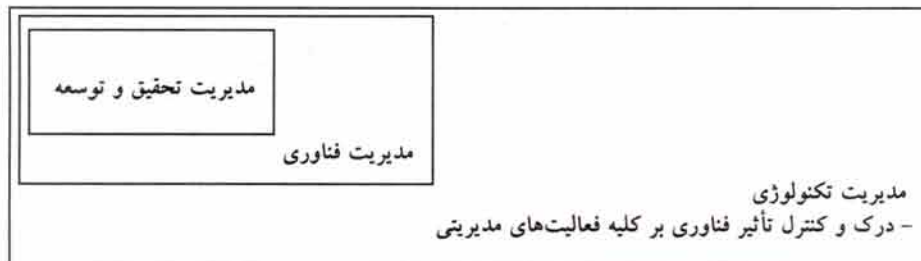 مدیریت تحقیق و توسعه
مدیریت فناوری
مدیریت تکنولوژی
- درک و کنترل تأثیر فناوری بر کلیه فعالیت‌های مدیریتی